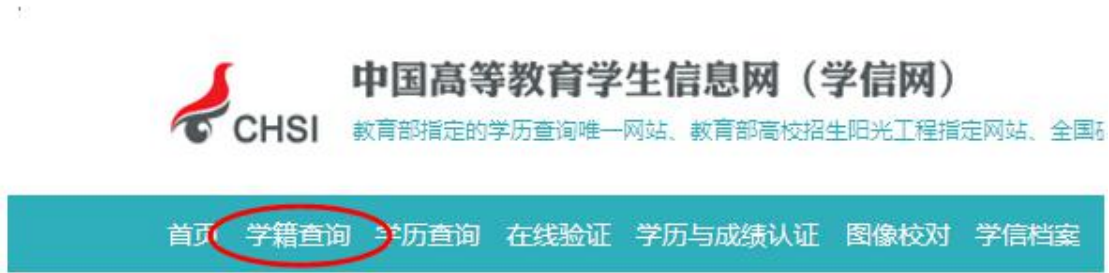 中国高等教育学生信息网（学信网）
CHSI
教育部指定的学历查询唯一网站、教育部高校招生阳光工程指定网站、全国
首页 学籍查询 学历查询 在线验证 学历与成绩认证 图像校对 学信档案